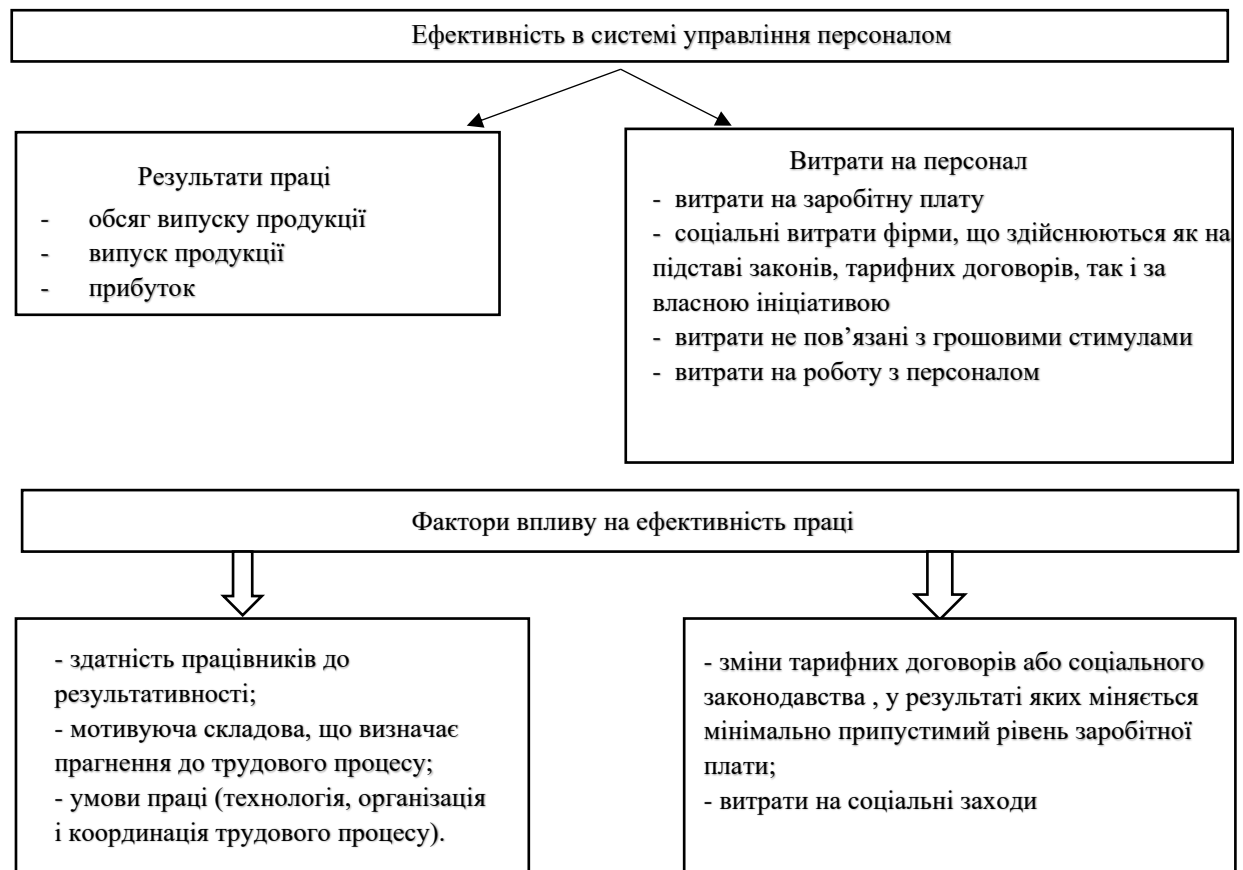 Ефективність в системі управління персоналом
Результати праці
- обсяг випуску продукції
- випуск продукції
- прибуток
Витрати на персонал
- витрати на заробітну плату
- соціальні витрати фірми, що здійснюються як на
підставі законів, тарифних договорів, так і за
власною ініціативою
- витрати не пов’язані з грошовими стимулами
- витрати на роботу з персоналом
Фактори впливу на ефективність праці
- здатність працівників до
результативності;
- мотивуюча складова, що визначає
прагнення до трудового процесу;
- умови праці (технологія, організація
і координація трудового процесу).
- зміни тарифних договорів або соціального
законодавства , у результаті яких міняється
мінімально припустимий рівень заробітної
плати;
- витрати на соціальні заходи